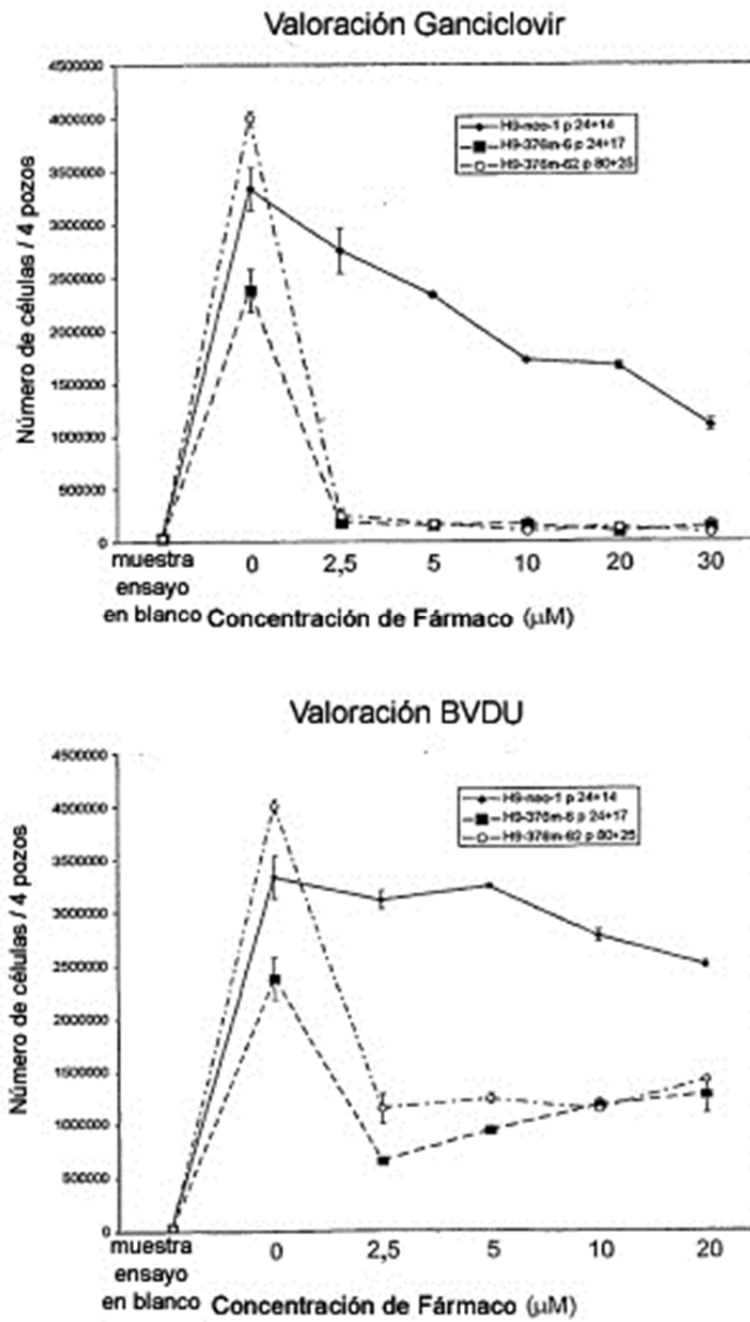 Valoración Ganciclovir
Número de células / 4 pozos
4500000
4000000
3500000
3000000
2500000
2000000
1500000
1000000
500000
0
H9-neo-1 p 24+14
H9-376m-6 p 24+17
H9-376m-62 p 80+25
muestra ensayo en blanco
0 2,5 5 10 20 30
Concentración de Fármaco (µM)
Valoración BVDU
Número de células / 4 pozos
4500000
4000000
3500000
3000000
2500000
2000000
1500000
1000000
500000
0
H9-neo-1 p 24+14
H9-376m-6 p 24+17
H9-376m-62 p 80+25
muestra ensayo en blanco
0 2,5 5 10 20
Concentración de Fármaco (µM)